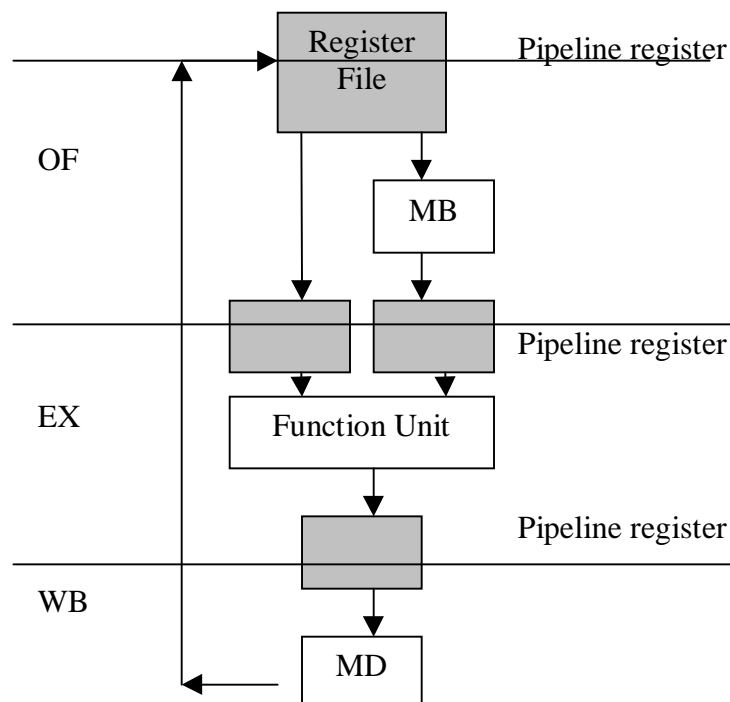 Register
File
Pipeline register
OF
MB
Pipeline register
EX
Function Unit
Pipeline register
WB
MD